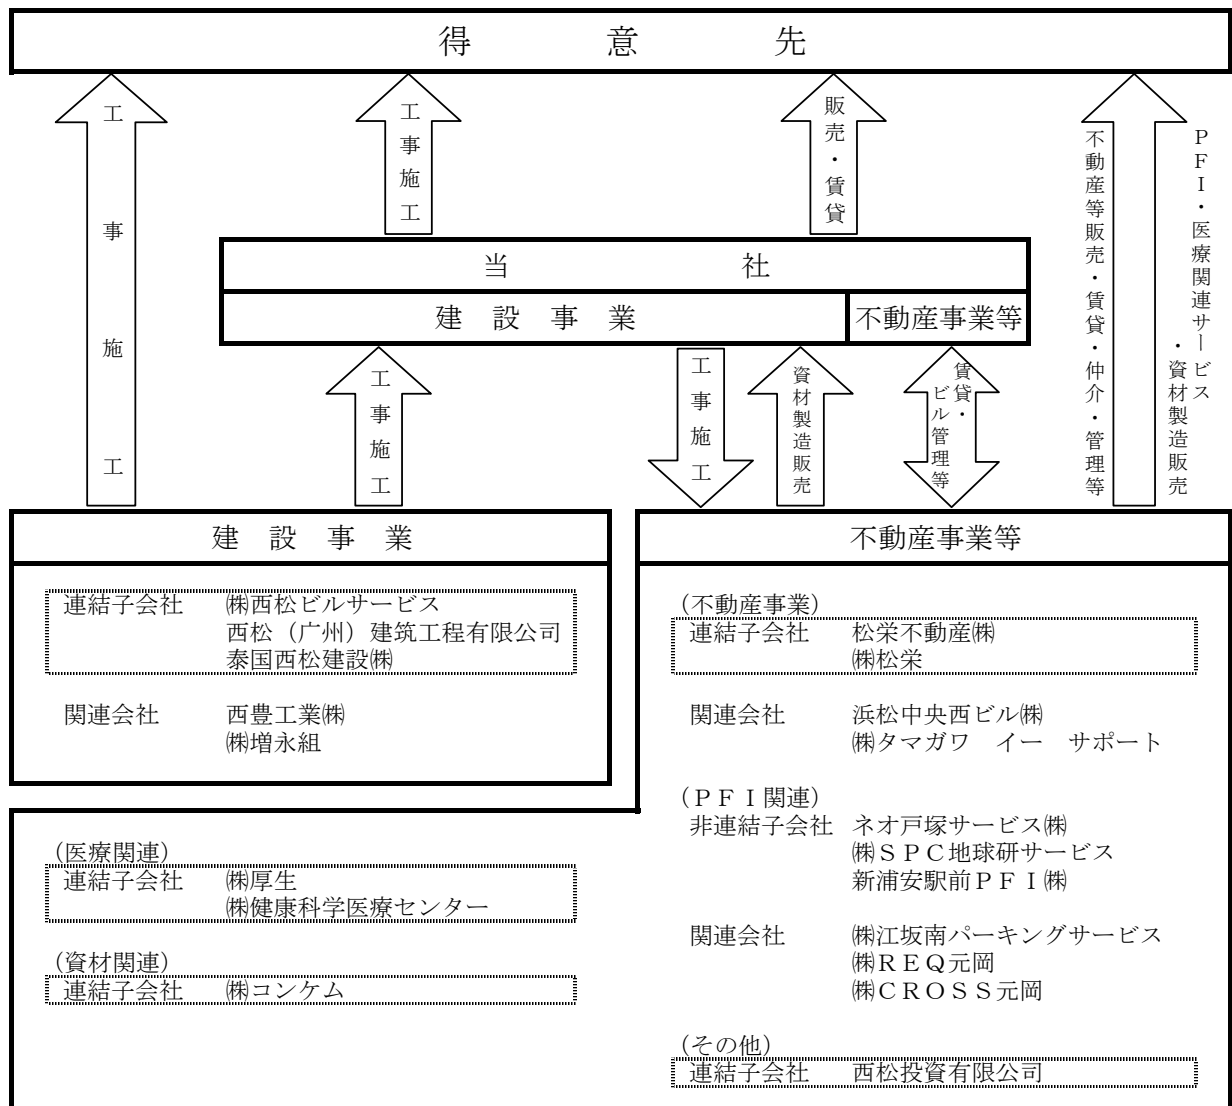 得意先
工事施工
工事施工
販売・賃貸
不動産等販売・賃貸・仲介・管理等
PFI・医療関連サービス
・資材製造販売
当社
建設事業
不動産事業等
工事施工
工事施工
資材製造販売
賃貸・
ビル管理等
建設事業
連結子会社 ㈱西松ビルサービス
西松（广州）建筑工程有限公司
泰国西松建設㈱
関連会社 西豊工業㈱
㈱増永組
不動産事業等
（不動産事業）
連結子会社 松栄不動産㈱
㈱松栄
関連会社 浜松中央西ビル㈱
㈱タマガワ　イー　サポート
（ＰＦＩ関連）
非連結子会社 ネオ戸塚サービス㈱
㈱ＳＰＣ地球研サービス
新浦安駅前ＰＦＩ㈱
関連会社 ㈱江坂南パーキングサービス
㈱ＲＥＱ元岡
㈱ＣＲＯＳＳ元岡
（その他）
連結子会社 西松投資有限公司
（医療関連）
連結子会社 ㈱厚生
㈱健康科学医療センター
（資材関連）
連結子会社 ㈱コンケム